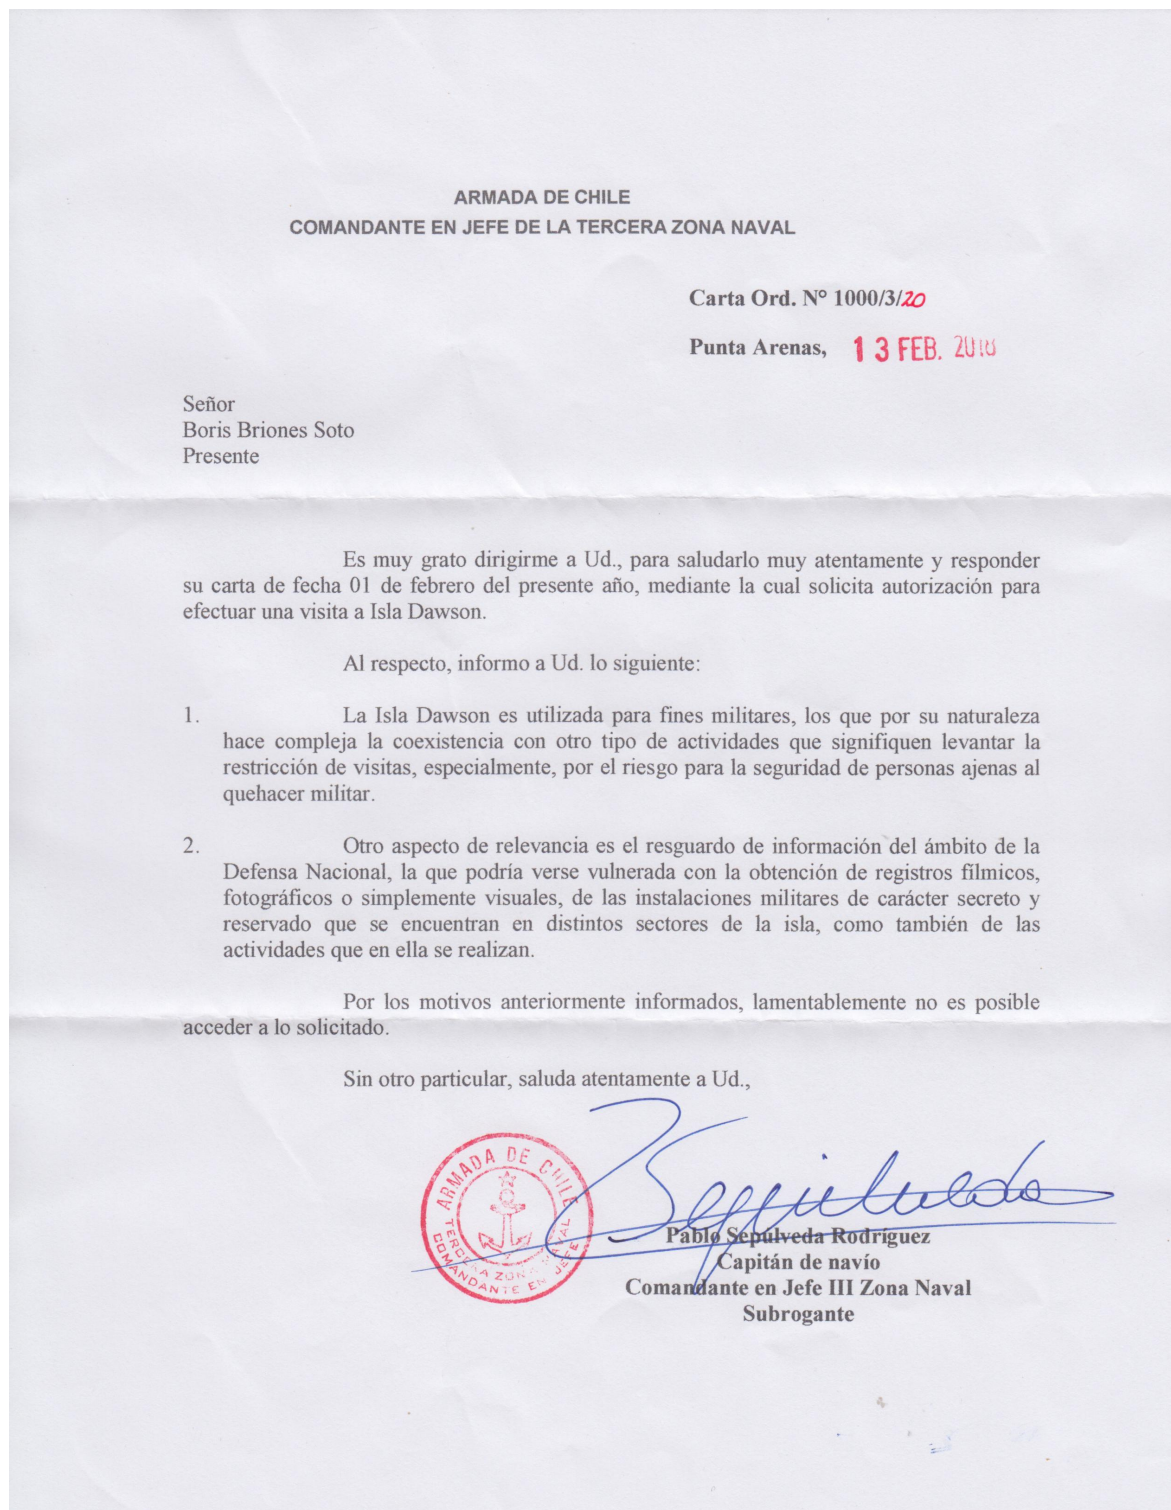 ARMADA DE CHILE
COMANDANTE EN JEFE DE LA TERCERA ZONA NAVAL
Carta Ord. N° 1000/3/20
Punta Arenas, 13 FEB. 2018
Señor
Boris Briones Soto
Presente
Es muy grato dirigirme a Ud., para saludarlo muy atentamente y responder
su carta de fecha 01 de febrero del presente año, mediante la cual solicita autorización para
efectuar una visita a Isla Dawson.
Al respecto, informo a Ud. lo siguiente:
1. La Isla Dawson es utilizada para fines militares, los que por su naturaleza
hace compleja la coexistencia con otro tipo de actividades que signifiquen levantar la
restricción de visitas, especialmente, por el riesgo para la seguridad de personas ajenas al
quehacer militar.
2. Otro aspecto de relevancia es el resguardo de información del ámbito de la
Defensa Nacional, la que podría verse vulnerada con la obtención de registros fílmicos,
fotográficos o simplemente visuales, de las instalaciones militares de carácter secreto y
reservado que se encuentran en distintos sectores de la isla, como también de las
actividades que en ella se realizan.
Por los motivos anteriormente informados, lamentablemente no es posible
acceder a lo solicitado.
Sin otro particular, saluda atentamente a Ud.,
ARMADA DE CHILE
TERCERA ZONA NAVAL
COMANDANTE EN JEFE
Sepúlveda
Pablo Sepúlveda Rodríguez
Capitán de navío
Comandante en Jefe III Zona Naval
Subrogante